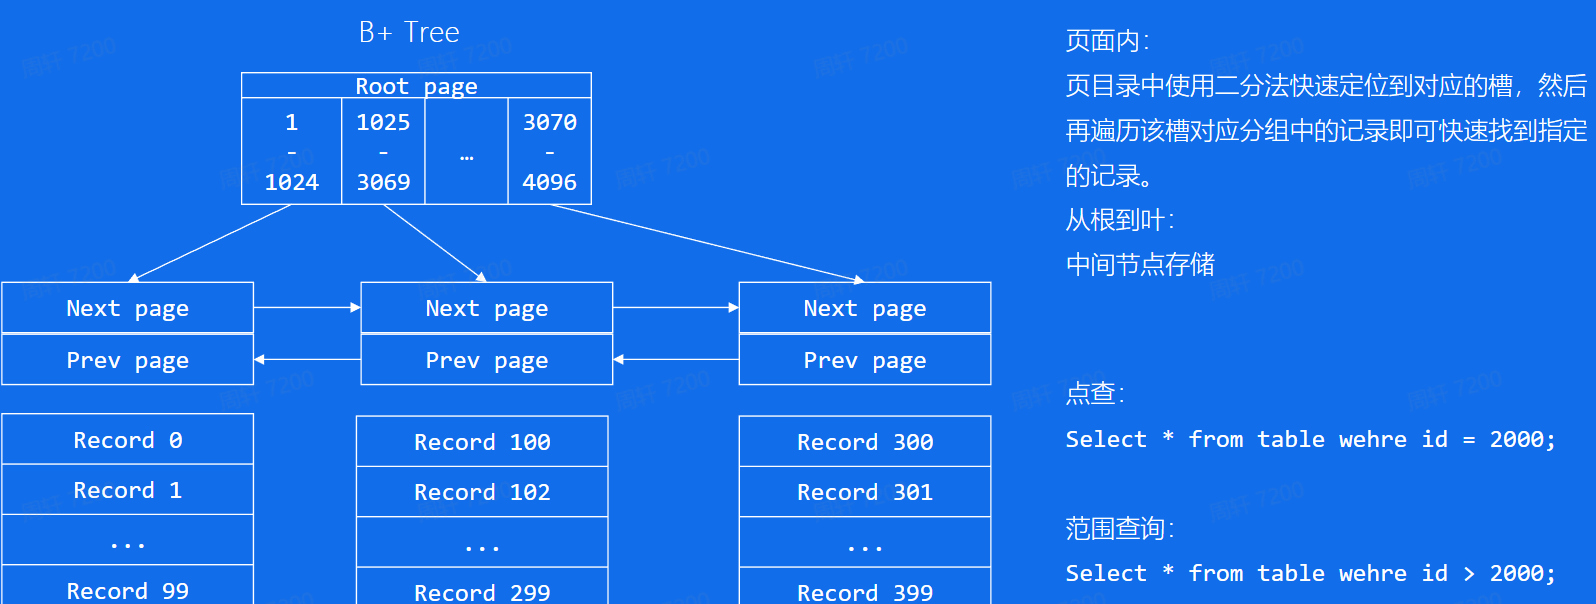 B+ Tree
Root page
1
-
1024
1025
-
3069
…
3070
-
4096
Next page
Next page
Next page
Prev page
Prev page
Prev page
Record 0
Record 1
...
Record 99
Record 100
Record 102
...
Record 299
Record 300
Record 301
...
Record 399
页面内：
页目录中使用二分法快速定位到对应的槽，然后
再遍历该槽对应分组中的记录即可快速找到指定
的记录。
从根到叶：
中间节点存储
点查：
Select * from table wehre id = 2000;
范围查询：
Select * from table wehre id > 2000;
周轩 7200